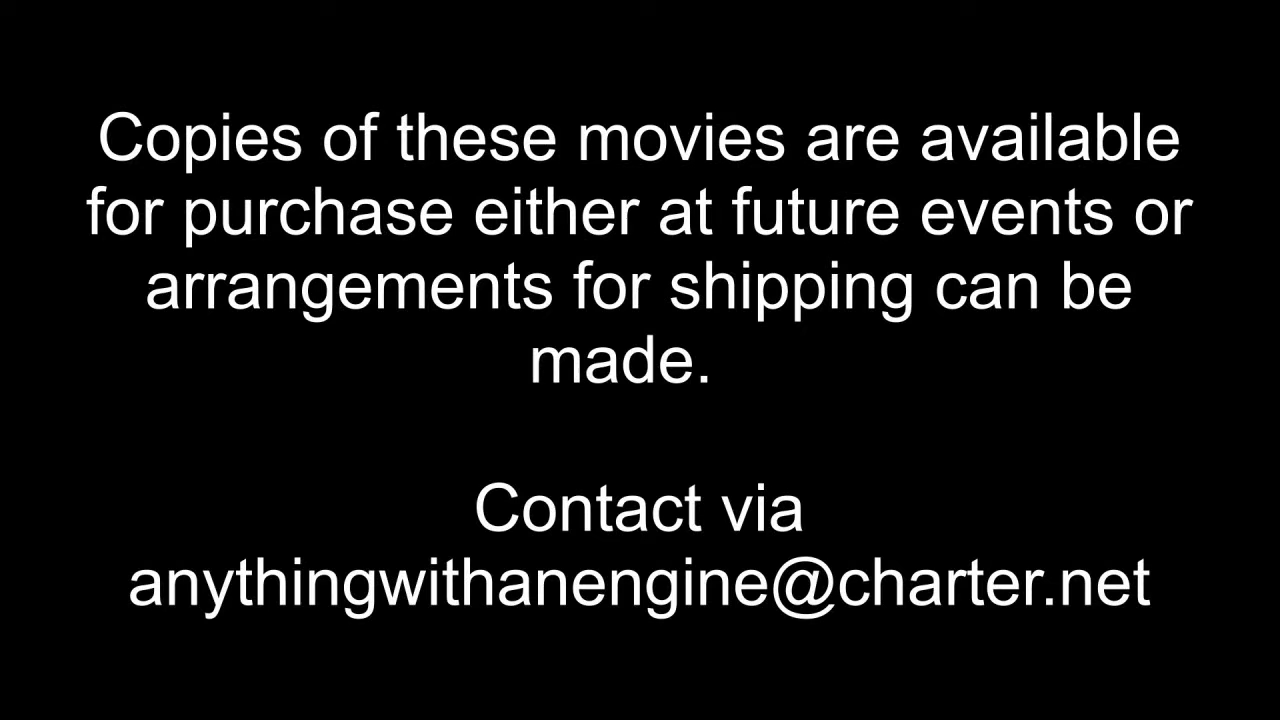 Copies of these movies are available
for purchase either at future events or
arrangements for shipping can be
made.
Contact via
anythingwithanengine@charter.net